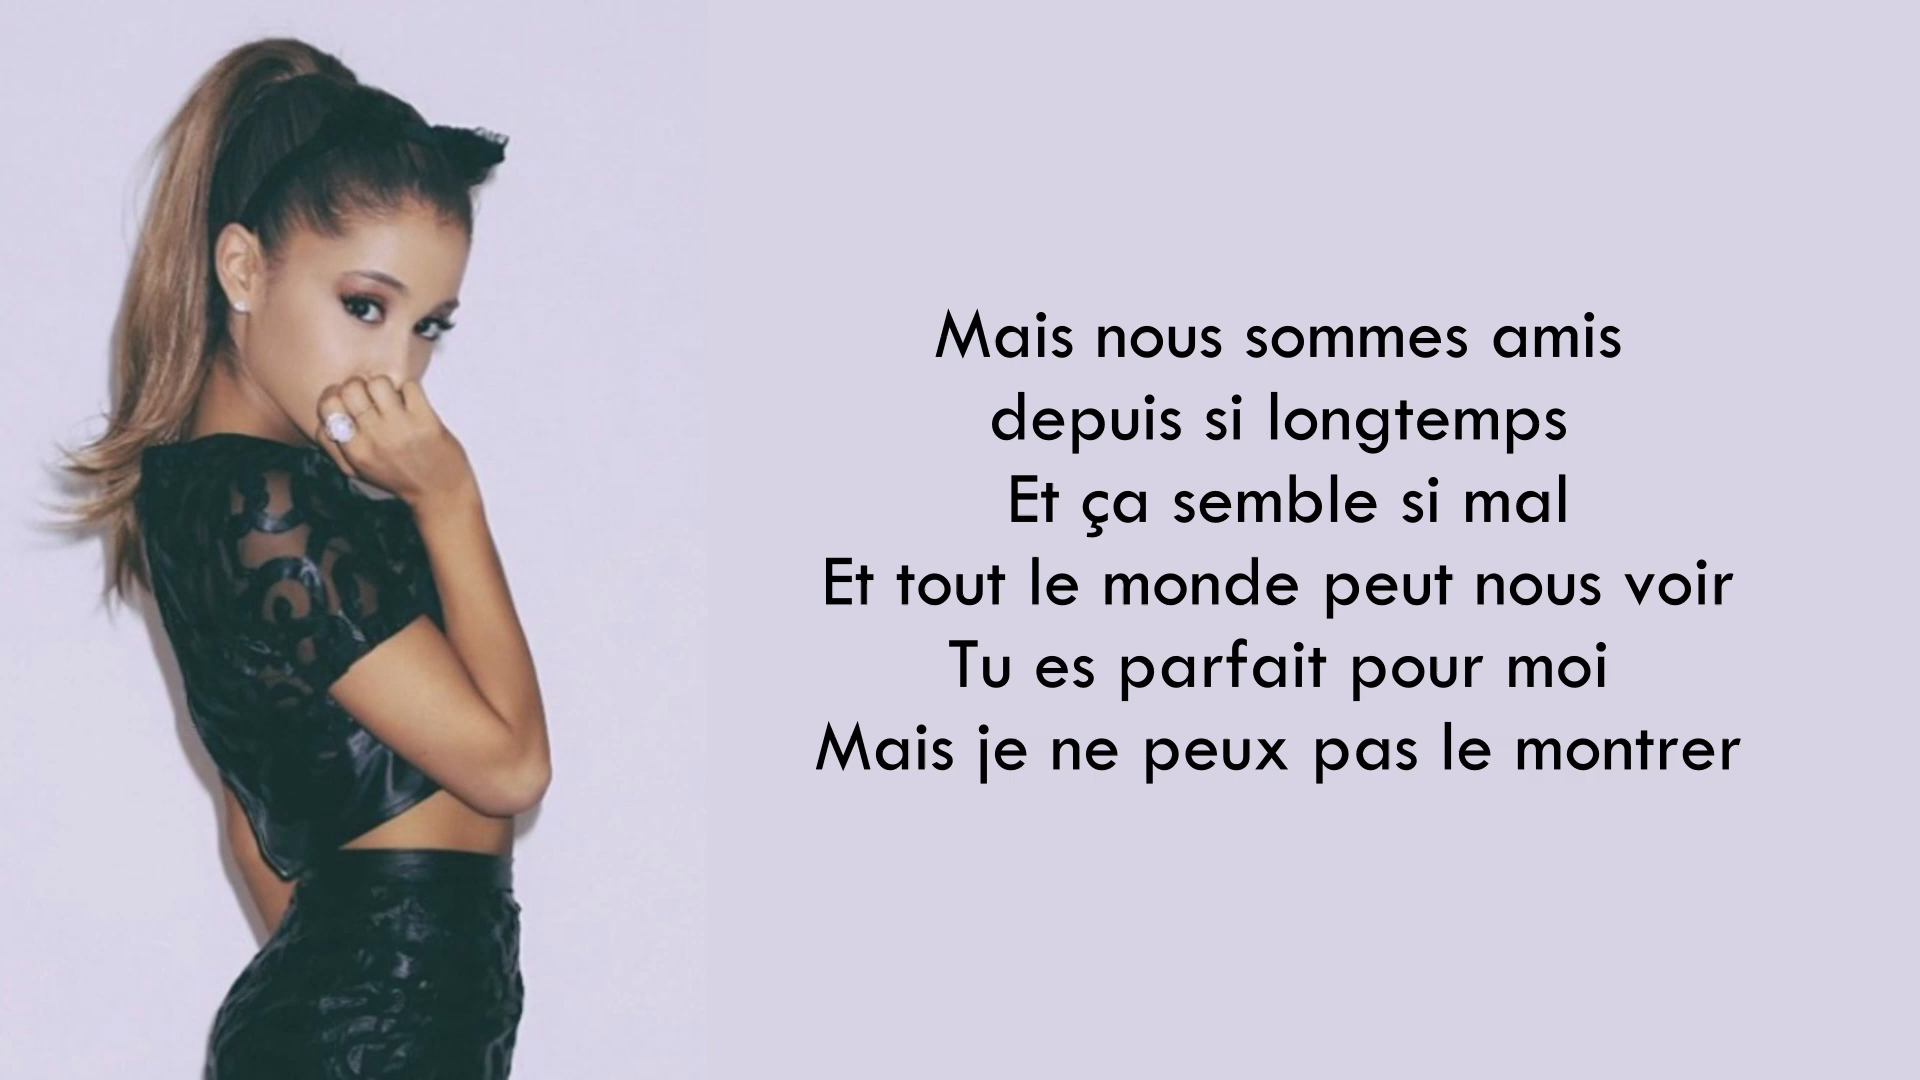 Mais nous sommes amis
depuis si longtemps
Et ça semble si mal
Et tout le monde peut nous voir
Tu es parfait pour moi
Mais je ne peux pas le montrer